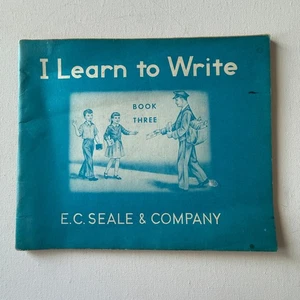 I Learn to Write
BOOK
THREE
E.C. SEALE & COMPANY